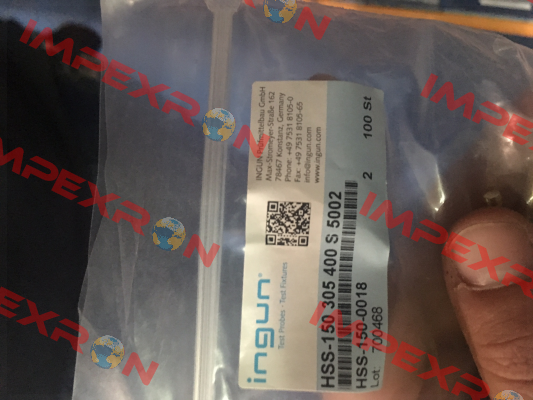 ingun®
Test Probes · Test Fixtures
INGUN Prüfmittelbau GmbH
Max-Stromeyer-Straße 162
78467 Konstanz, Germany
Phone: +49 7531 8105-0
Fax: +49 7531 8105-65
info@ingun.com
www.ingun.com
HSS-150 305 400 S 5002
HSS-150-0018
2
100 St
Lot: 700468
IMPEXRON
IMPEXRON
IMPEXRON
IMPEXRON
IMPEXRON
IMPEXRON